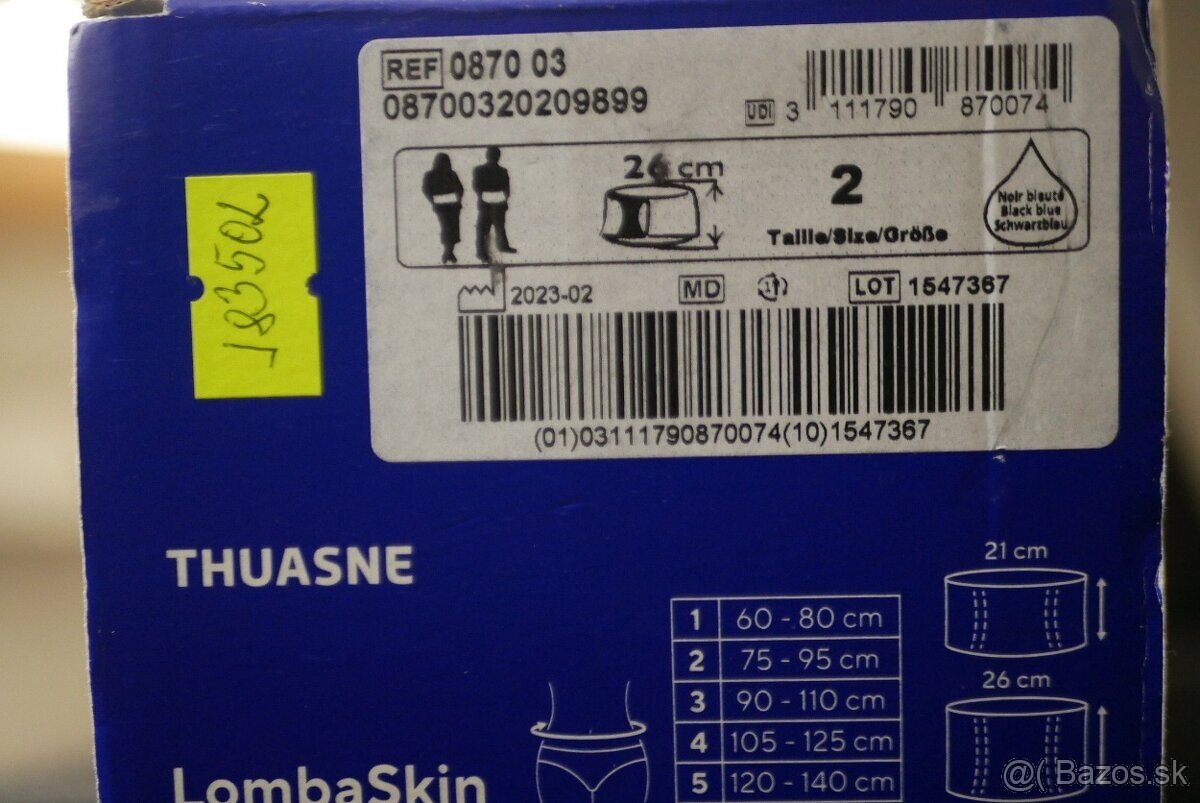 REF 0870 03
08700320209899
UDI 3 111790 870074
26 cm
2
Taille/Size/Größe
Noir bleuté
Black blue
Schwarzblau
2023-02
MD
LOT 1547367
(01)03111790870074(10)1547367
18350
THUASNE
LombaSkin
1 60 - 80 cm
2 75 - 95 cm
3 90 - 110 cm
4 105 - 125 cm
5 120 - 140 cm
21 cm
26 cm
@( Bazos.sk